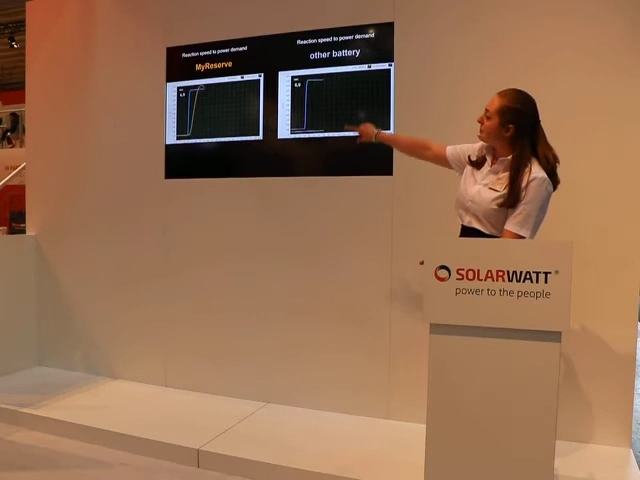 Reaction speed to power demand
MyReserve
Reaction speed to power demand
other battery
SOLARWATT®
power to the people